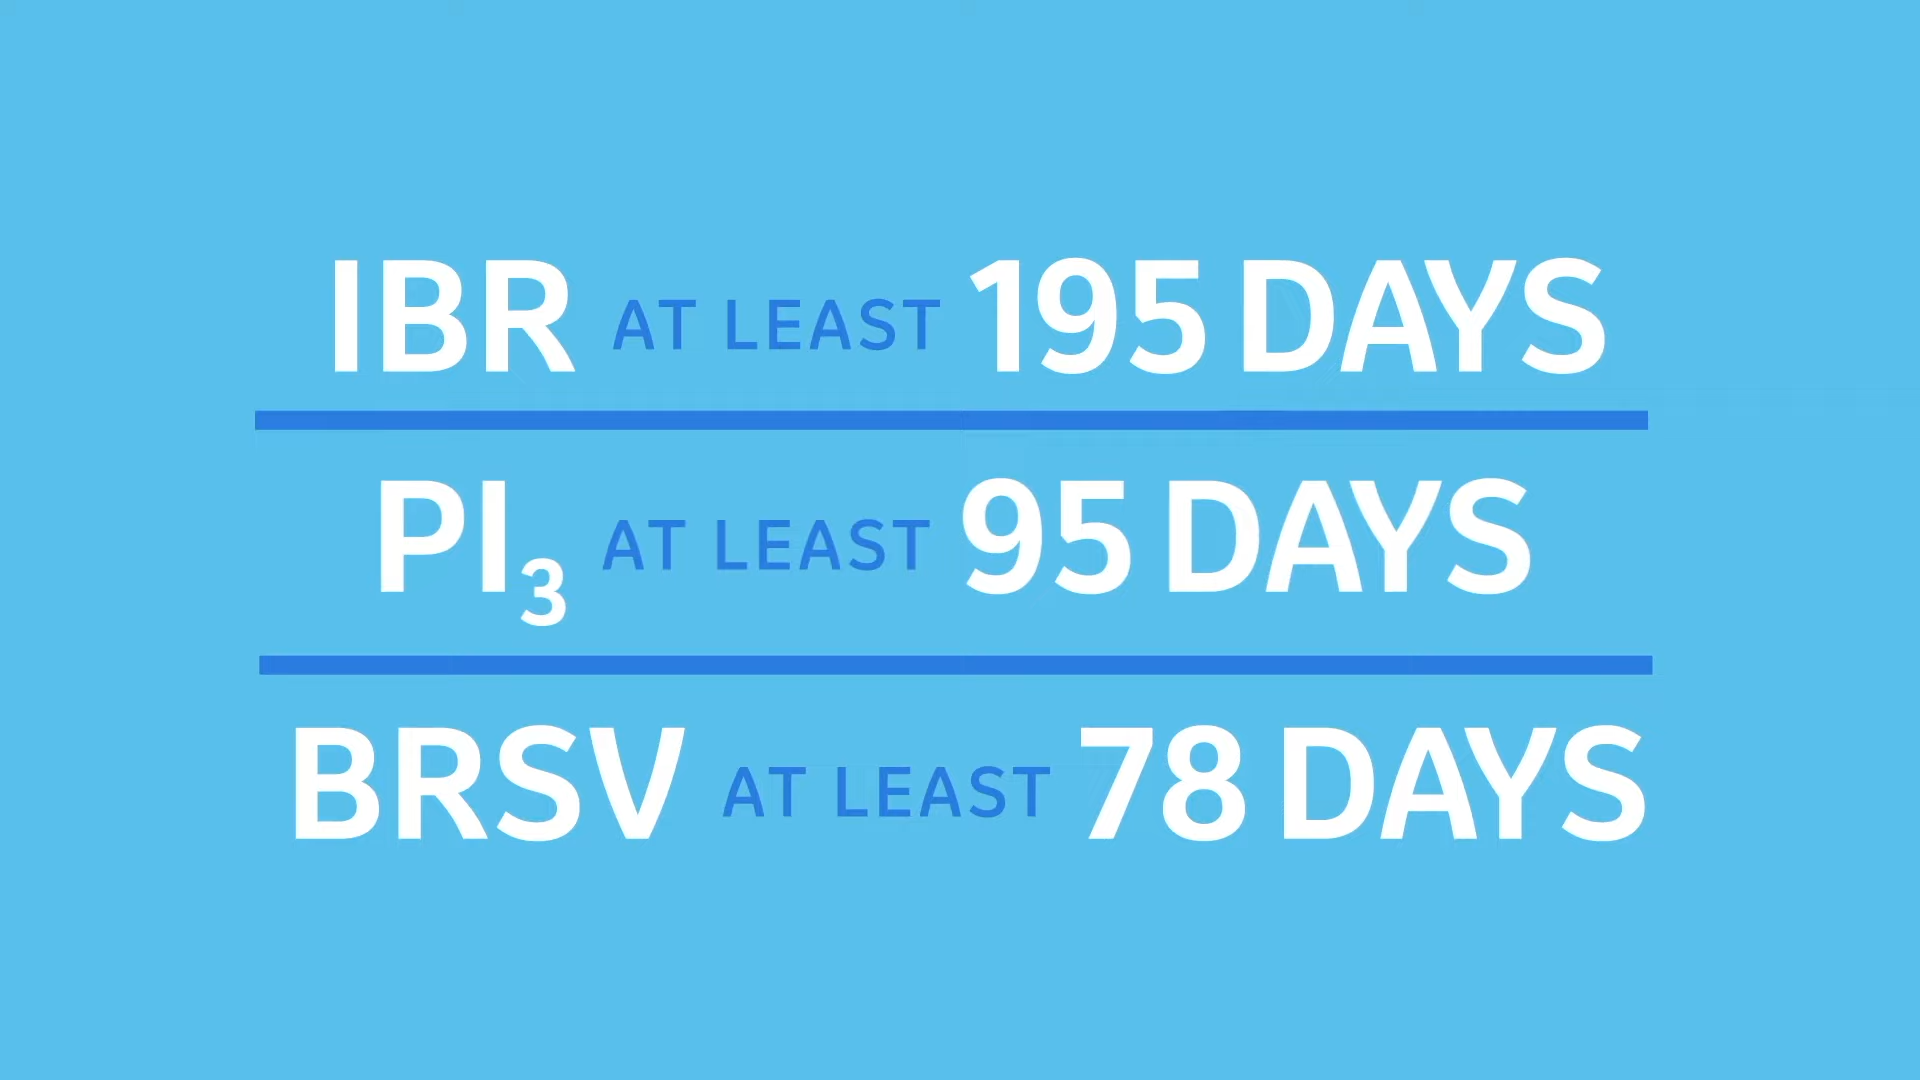 IBR AT LEAST 195 DAYS
PI₃ AT LEAST 95 DAYS
BRSV AT LEAST 78 DAYS